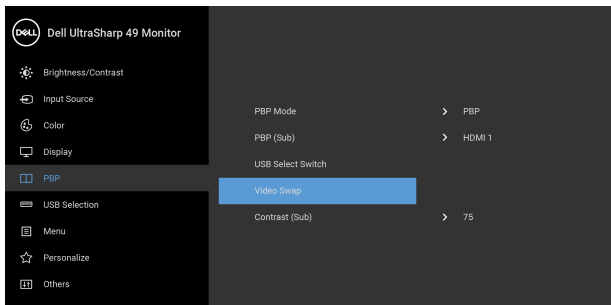 DELL Dell UltraSharp 49 Monitor
Brightness/Contrast
Input Source
Color
Display
PBP
USB Selection
Menu
Personalize
Others
PBP Mode > PBP
PBP (Sub) > HDMI 1
USB Select Switch
Video Swap
Contrast (Sub) > 75